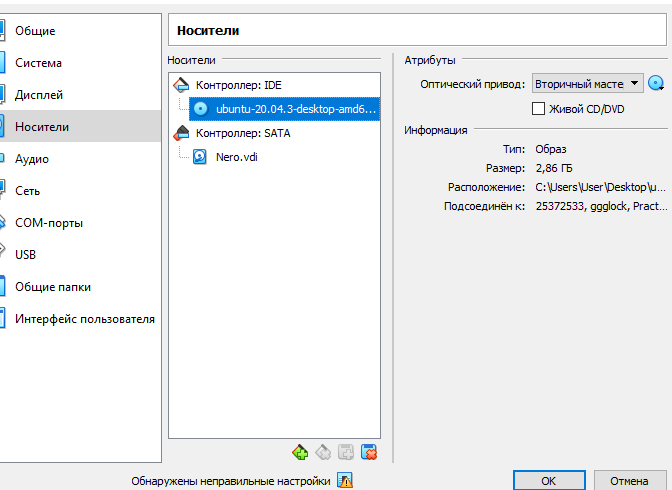 Общие
Система
Дисплей
Носители
Аудио
Сеть
COM-порты
USB
Общие папки
Интерфейс пользователя
Носители
Носители
Контроллер: IDE
ubuntu-20.04.3-desktop-amd6...
Контроллер: SATA
Nero.vdi
Атрибуты
Оптический привод: Вторичный масте
Живой CD/DVD
Информация
Тип: Образ
Размер: 2,86 ГБ
Расположение: C:\Users\User\Desktop\u...
Подсоединён к: 25372533, ggglock, Pract...
Обнаружены неправильные настройки
OK
Отмена